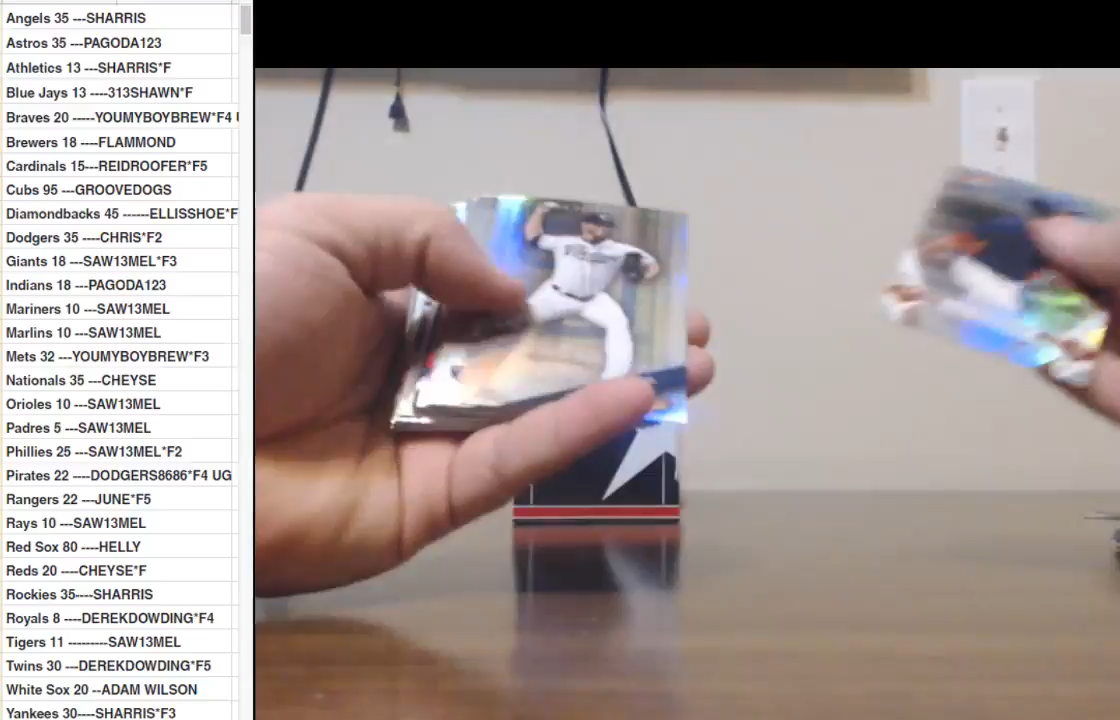 Angels 35 ---SHARRIS
Astros 35 ---PAGODA123
Athletics 13 ---SHARRIS*F
Blue Jays 13 ----313SHAWN*F
Braves 20 -----YOUMYBOYBREW*F4
Brewers 18 ----FLAMMOND
Cardinals 15---REIDROOFER*F5
Cubs 95 ---GROOVEDOGS
Diamondbacks 45 ------ELLISSHOE*F
Dodgers 35 ----CHRIS*F2
Giants 18 ---SAW13MEL*F3
Indians 18 ---PAGODA123
Mariners 10 ---SAW13MEL
Marlins 10 ---SAW13MEL
Mets 32 ---YOUMYBOYBREW*F3
Nationals 35 ---CHEYSE
Orioles 10 ---SAW13MEL
Padres 5 ---SAW13MEL
Phillies 25 ---SAW13MEL*F2
Pirates 22 ----DODGERS8686*F4 UG
Rangers 22 ---JUNE*F5
Rays 10 ---SAW13MEL
Red Sox 80 ----HELLY
Reds 20 ----CHEYSE*F
Rockies 35----SHARRIS
Royals 8 ----DEREKDOWDING*F4
Tigers 11 ---------SAW13MEL
Twins 30 ---DEREKDOWDING*F5
White Sox 20 --ADAM WILSON
Yankees 30----SHARRIS*F3